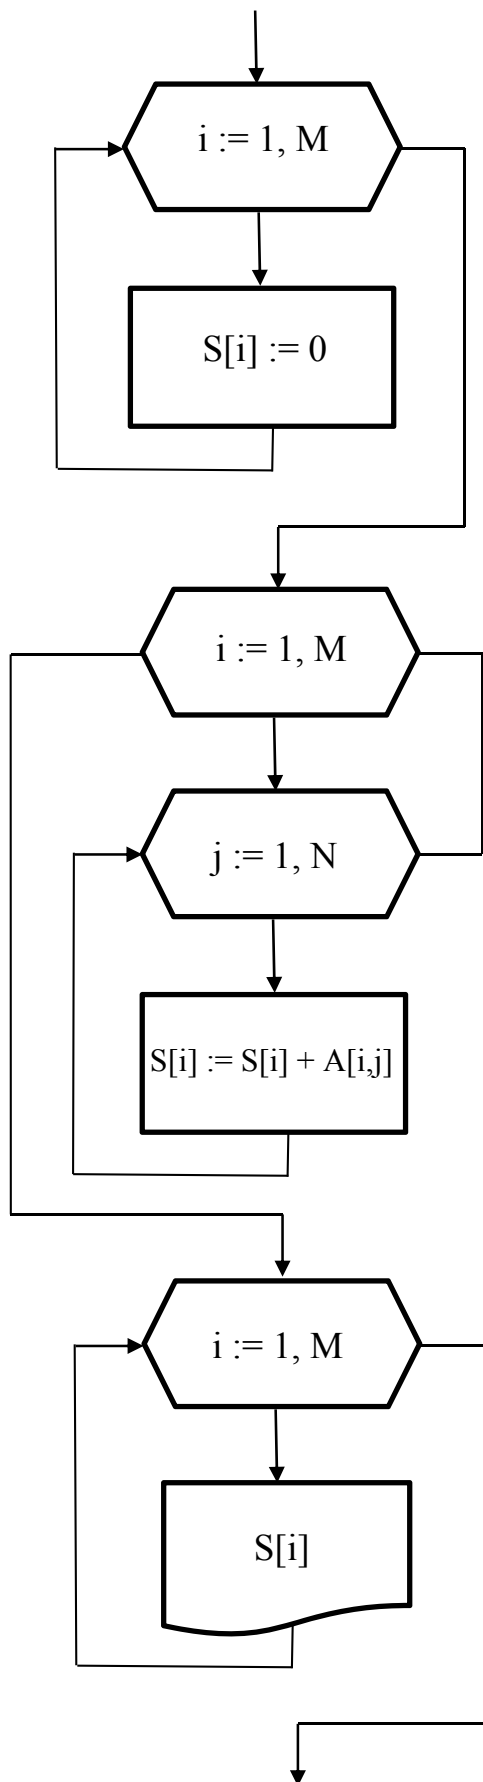 i := 1, M
S[i] := 0
i := 1, M
j := 1, N
S[i] := S[i] + A[i,j]
i := 1, M
S[i]